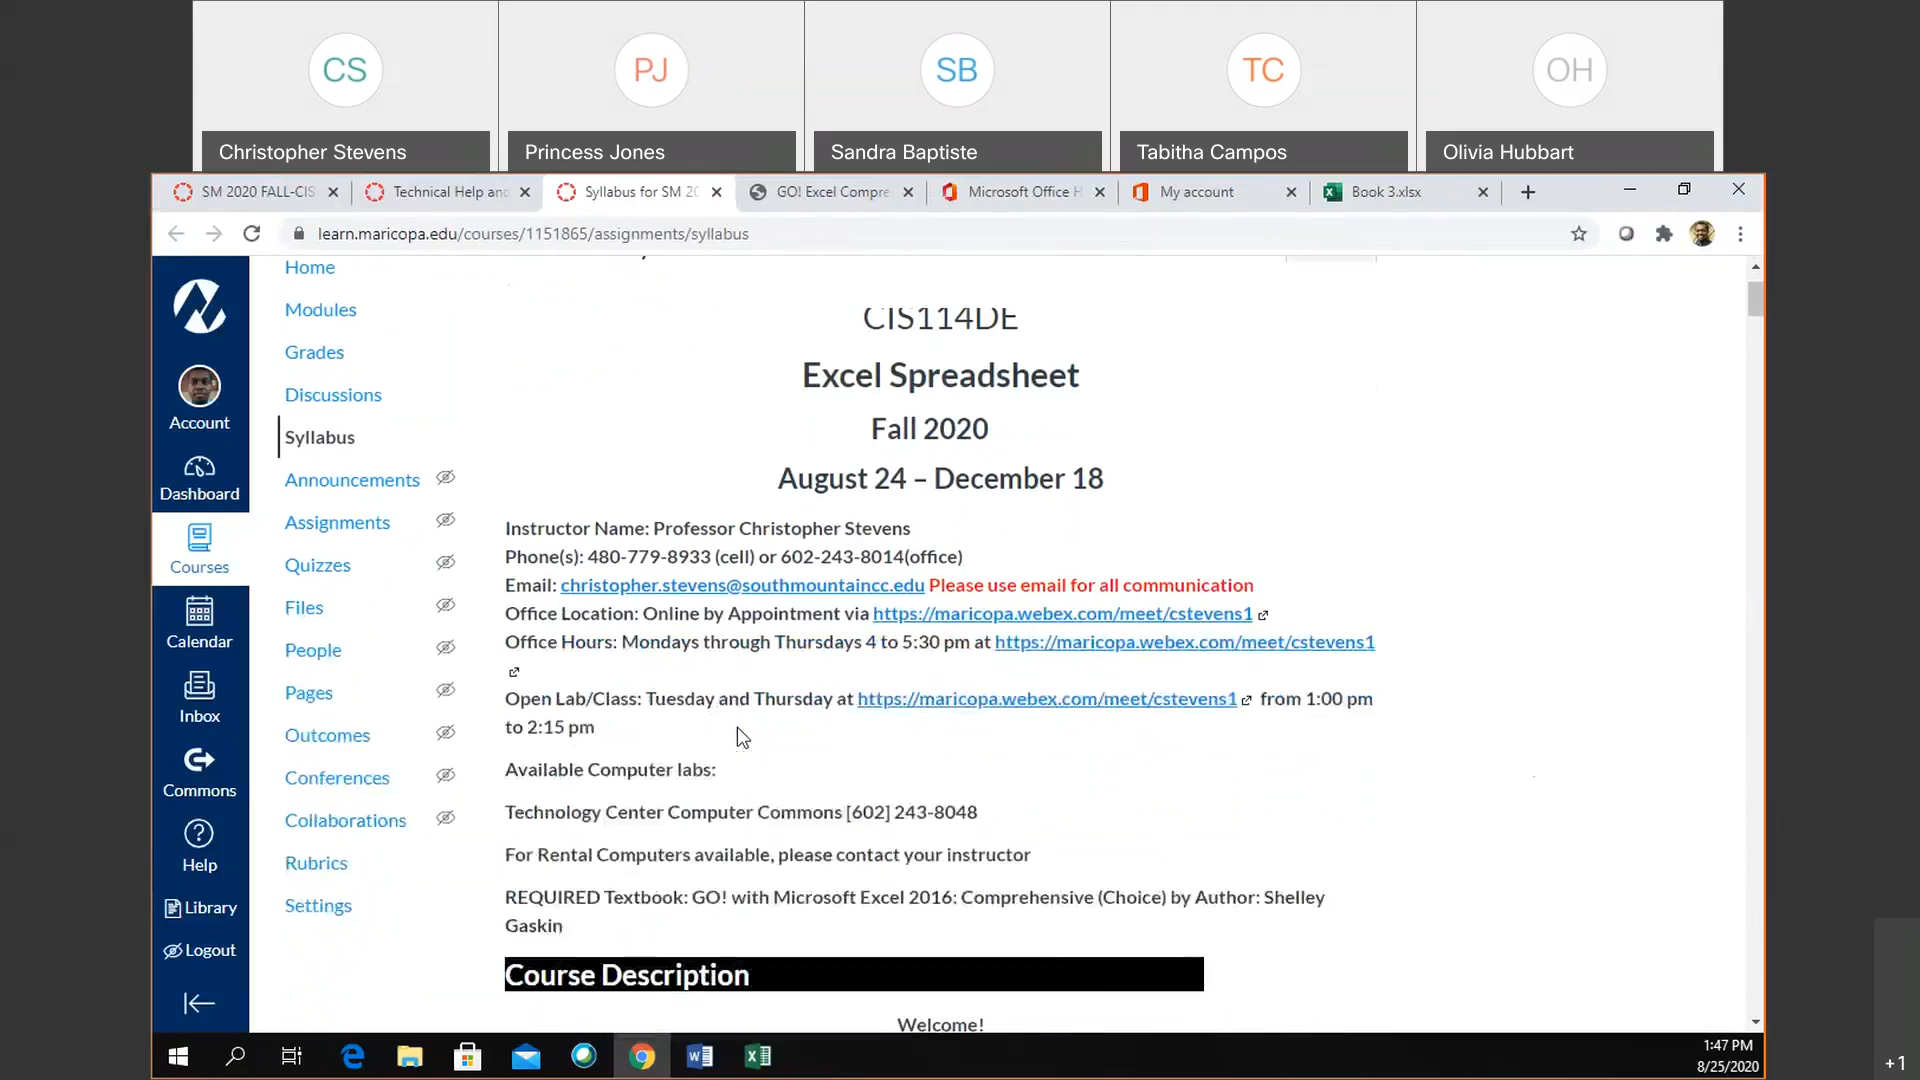 CS
PJ
SB
TC
OH
Christopher Stevens
Princess Jones
Sandra Baptiste
Tabitha Campos
Olivia Hubbart
SM 2020 FALL-CIS
Technical Help and
Syllabus for SM 20
GO! Excel Compre
Microsoft Office H
My account
Book 3.xlsx
learn.maricopa.edu/courses/1151865/assignments/syllabus
Account
Dashboard
Courses
Calendar
Inbox
Commons
Help
Library
Logout
Home
Modules
Grades
Discussions
Syllabus
Announcements
Assignments
Quizzes
Files
People
Pages
Outcomes
Conferences
Collaborations
Rubrics
Settings
CIS114DE
Excel Spreadsheet
Fall 2020
August 24 – December 18
Instructor Name: Professor Christopher Stevens
Phone(s): 480-779-8933 (cell) or 602-243-8014(office)
Email: christopher.stevens@southmountaincc.edu Please use email for all communication
Office Location: Online by Appointment via https://maricopa.webex.com/meet/cstevens1
Office Hours: Mondays through Thursdays 4 to 5:30 pm at https://maricopa.webex.com/meet/cstevens1
Open Lab/Class: Tuesday and Thursday at https://maricopa.webex.com/meet/cstevens1 from 1:00 pm
to 2:15 pm
Available Computer labs:
Technology Center Computer Commons [602] 243-8048
For Rental Computers available, please contact your instructor
REQUIRED Textbook: GO! with Microsoft Excel 2016: Comprehensive (Choice) by Author: Shelley
Gaskin
Course Description
Welcome!
1:47 PM
8/25/2020
+1